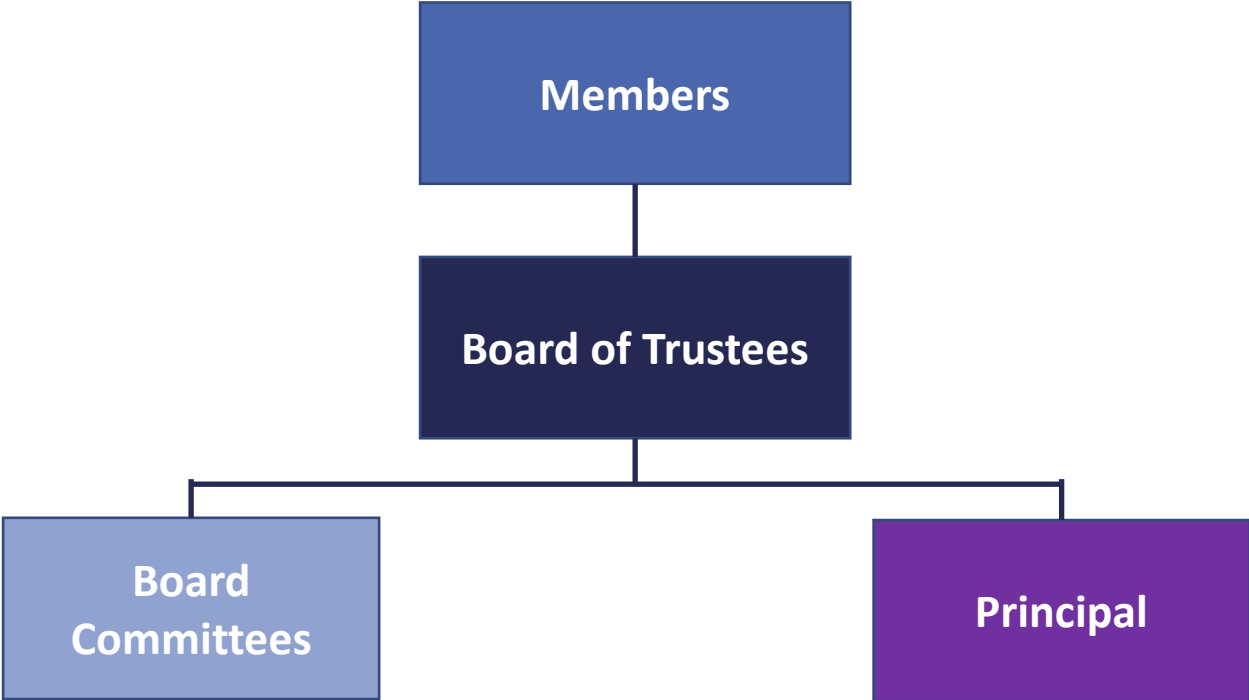 Members
Board of Trustees
Board
Committees
Principal